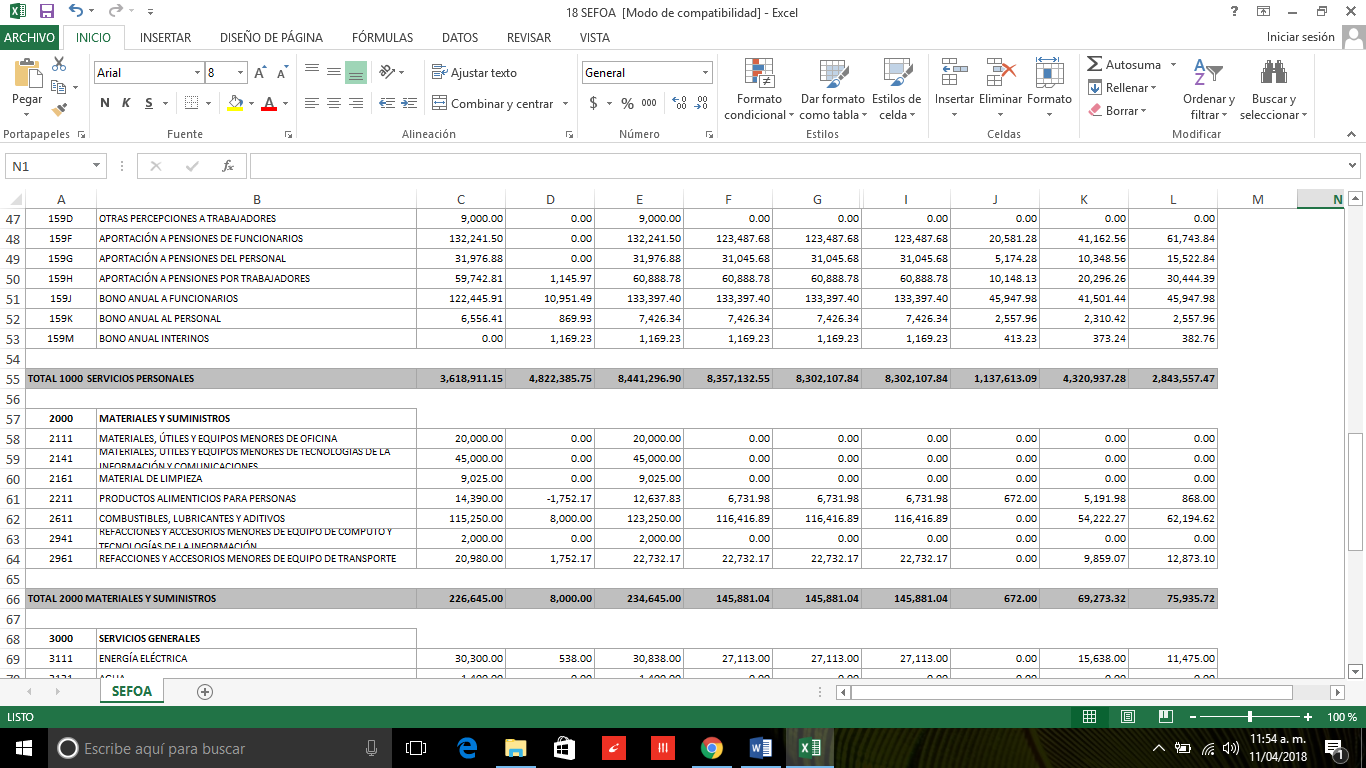 18 SEFOA [Modo de compatibilidad] - Excel
ARCHIVO INICIO INSERTAR DISEÑO DE PÁGINA FÓRMULAS DATOS REVISAR VISTA Iniciar sesión
Pegar Arial 8 Ajustar texto General Formato condicional Dar formato como tabla Estilos de celda Insertar Eliminar Formato Autosuma Rellenar Borrar Ordenar y filtrar Buscar y seleccionar
N K S Combinar y centrar $ % 000
Portapapeles Fuente Alineación Número Estilos Celdas Modificar
N1 fx
A B C D E F G I J K L M N
47 159D OTRAS PERCEPCIONES A TRABAJADORES 9,000.00 0.00 9,000.00 0.00 0.00 0.00 0.00 0.00 0.00
48 159F APORTACIÓN A PENSIONES DE FUNCIONARIOS 132,241.50 0.00 132,241.50 123,487.68 123,487.68 123,487.68 20,581.28 41,162.56 61,743.84
49 159G APORTACIÓN A PENSIONES DEL PERSONAL 31,976.88 0.00 31,976.88 31,045.68 31,045.68 31,045.68 5,174.28 10,348.56 15,522.84
50 159H APORTACIÓN A PENSIONES POR TRABAJADORES 59,742.81 1,145.97 60,888.78 60,888.78 60,888.78 60,888.78 10,148.13 20,296.26 30,444.39
51 159J BONO ANUAL A FUNCIONARIOS 122,445.91 10,951.49 133,397.40 133,397.40 133,397.40 133,397.40 45,947.98 41,501.44 45,947.98
52 159K BONO ANUAL AL PERSONAL 6,556.41 869.93 7,426.34 7,426.34 7,426.34 7,426.34 2,557.96 2,310.42 2,557.96
53 159M BONO ANUAL INTERINOS 0.00 1,169.23 1,169.23 1,169.23 1,169.23 1,169.23 413.23 373.24 382.76
54
55 TOTAL 1000 SERVICIOS PERSONALES 3,618,911.15 4,822,385.75 8,441,296.90 8,357,132.55 8,302,107.84 8,302,107.84 1,137,613.09 4,320,937.28 2,843,557.47
56
57 2000 MATERIALES Y SUMINISTROS
58 2111 MATERIALES, ÚTILES Y EQUIPOS MENORES DE OFICINA 20,000.00 0.00 20,000.00 0.00 0.00 0.00 0.00 0.00 0.00
59 2141 MATERIALES, ÚTILES Y EQUIPOS MENORES DE TECNOLOGÍAS DE LA INFORMACIÓN Y COMUNICACIONES 45,000.00 0.00 45,000.00 0.00 0.00 0.00 0.00 0.00 0.00
60 2161 MATERIAL DE LIMPIEZA 9,025.00 0.00 9,025.00 0.00 0.00 0.00 0.00 0.00 0.00
61 2211 PRODUCTOS ALIMENTICIOS PARA PERSONAS 14,390.00 -1,752.17 12,637.83 6,731.98 6,731.98 6,731.98 672.00 5,191.98 868.00
62 2611 COMBUSTIBLES, LUBRICANTES Y ADITIVOS 115,250.00 8,000.00 123,250.00 116,416.89 116,416.89 116,416.89 0.00 54,222.27 62,194.62
63 2941 REFACCIONES Y ACCESORIOS MENORES DE EQUIPO DE CÓMPUTO Y TECNOLOGÍAS DE LA INFORMACIÓN 2,000.00 0.00 2,000.00 0.00 0.00 0.00 0.00 0.00 0.00
64 2961 REFACCIONES Y ACCESORIOS MENORES DE EQUIPO DE TRANSPORTE 20,980.00 1,752.17 22,732.17 22,732.17 22,732.17 22,732.17 0.00 9,859.07 12,873.10
65
66 TOTAL 2000 MATERIALES Y SUMINISTROS 226,645.00 8,000.00 234,645.00 145,881.04 145,881.04 145,881.04 672.00 69,273.32 75,935.72
67
68 3000 SERVICIOS GENERALES
69 3111 ENERGÍA ELÉCTRICA 30,300.00 538.00 30,838.00 27,113.00 27,113.00 27,113.00 0.00 15,638.00 11,475.00
SEFOA
LISTO 100 %
Escribe aquí para buscar 11:54 a. m.
11/04/2018